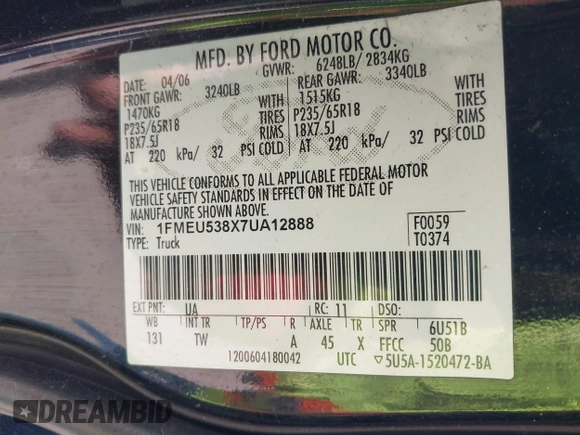 MFD. BY FORD MOTOR CO.
DATE: 04/06 GVWR: 6248LB/ 2834KG
FRONT GAWR: 3240LB REAR GAWR: 3340LB
1470KG WITH 1515KG WITH
P235/65R18 TIRES P235/65R18 TIRES
18X7.5J RIMS 18X7.5J RIMS
AT 220 kPa/ 32 PSI COLD AT 220 kPa/ 32 PSI COLD
Ford
THIS VEHICLE CONFORMS TO ALL APPLICABLE FEDERAL MOTOR
VEHICLE SAFETY STANDARDS IN EFFECT ON THE DATE OF
MANUFACTURE SHOWN ABOVE.
VIN: 1FMEU538X7UA12888 F0059
TYPE: Truck T0374
EXT PNT: UA RC: 11 DSO:
WB INT TR TP/PS R AXLE TR SPR 6U51B
131 TW A 45 X FFCC 50B
1200604180042 UTC 5U5A-1520472-BA
DREAMBID